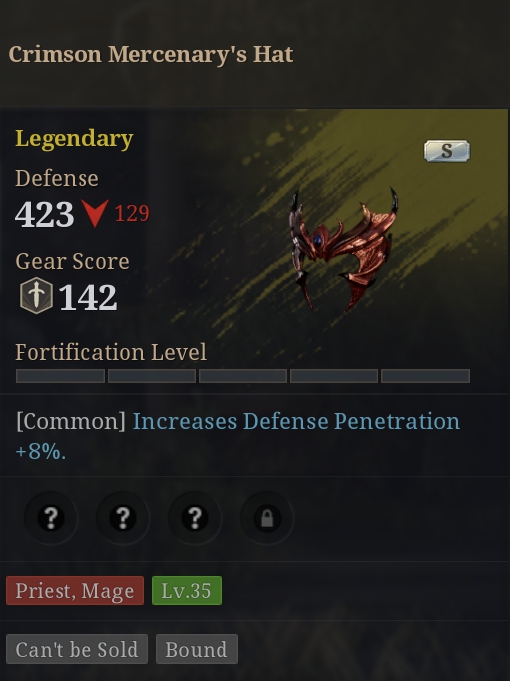 Crimson Mercenary's Hat
Legendary
S
Defense
423 129
Gear Score
142
Fortification Level
[Common] Increases Defense Penetration
+8%.
? ? ?
Priest, Mage Lv.35
Can't be Sold Bound